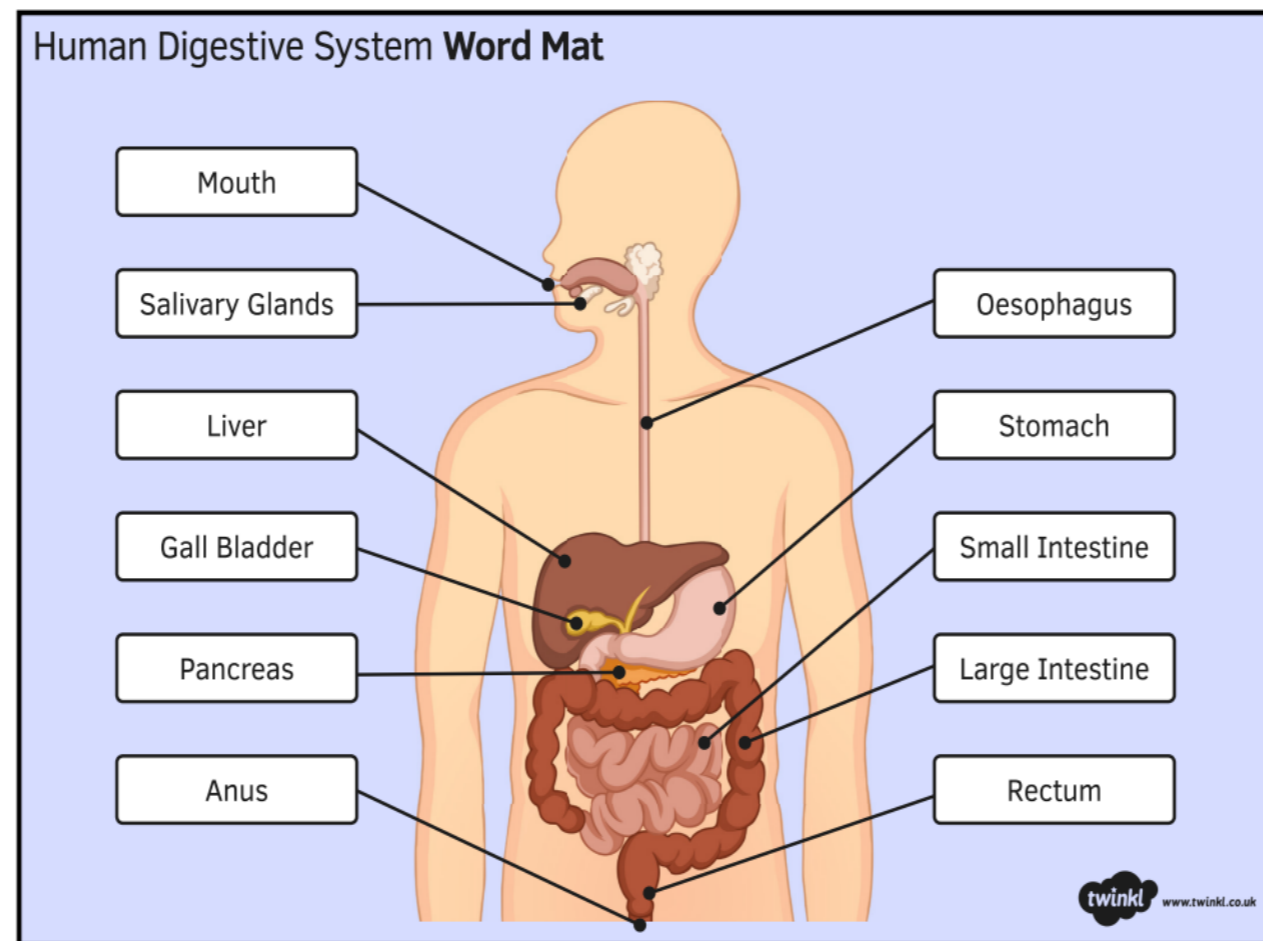 Human Digestive System Word Mat
Mouth
Salivary Glands
Liver
Gall Bladder
Pancreas
Anus
Oesophagus
Stomach
Small Intestine
Large Intestine
Rectum
twinkl www.twinkl.co.uk